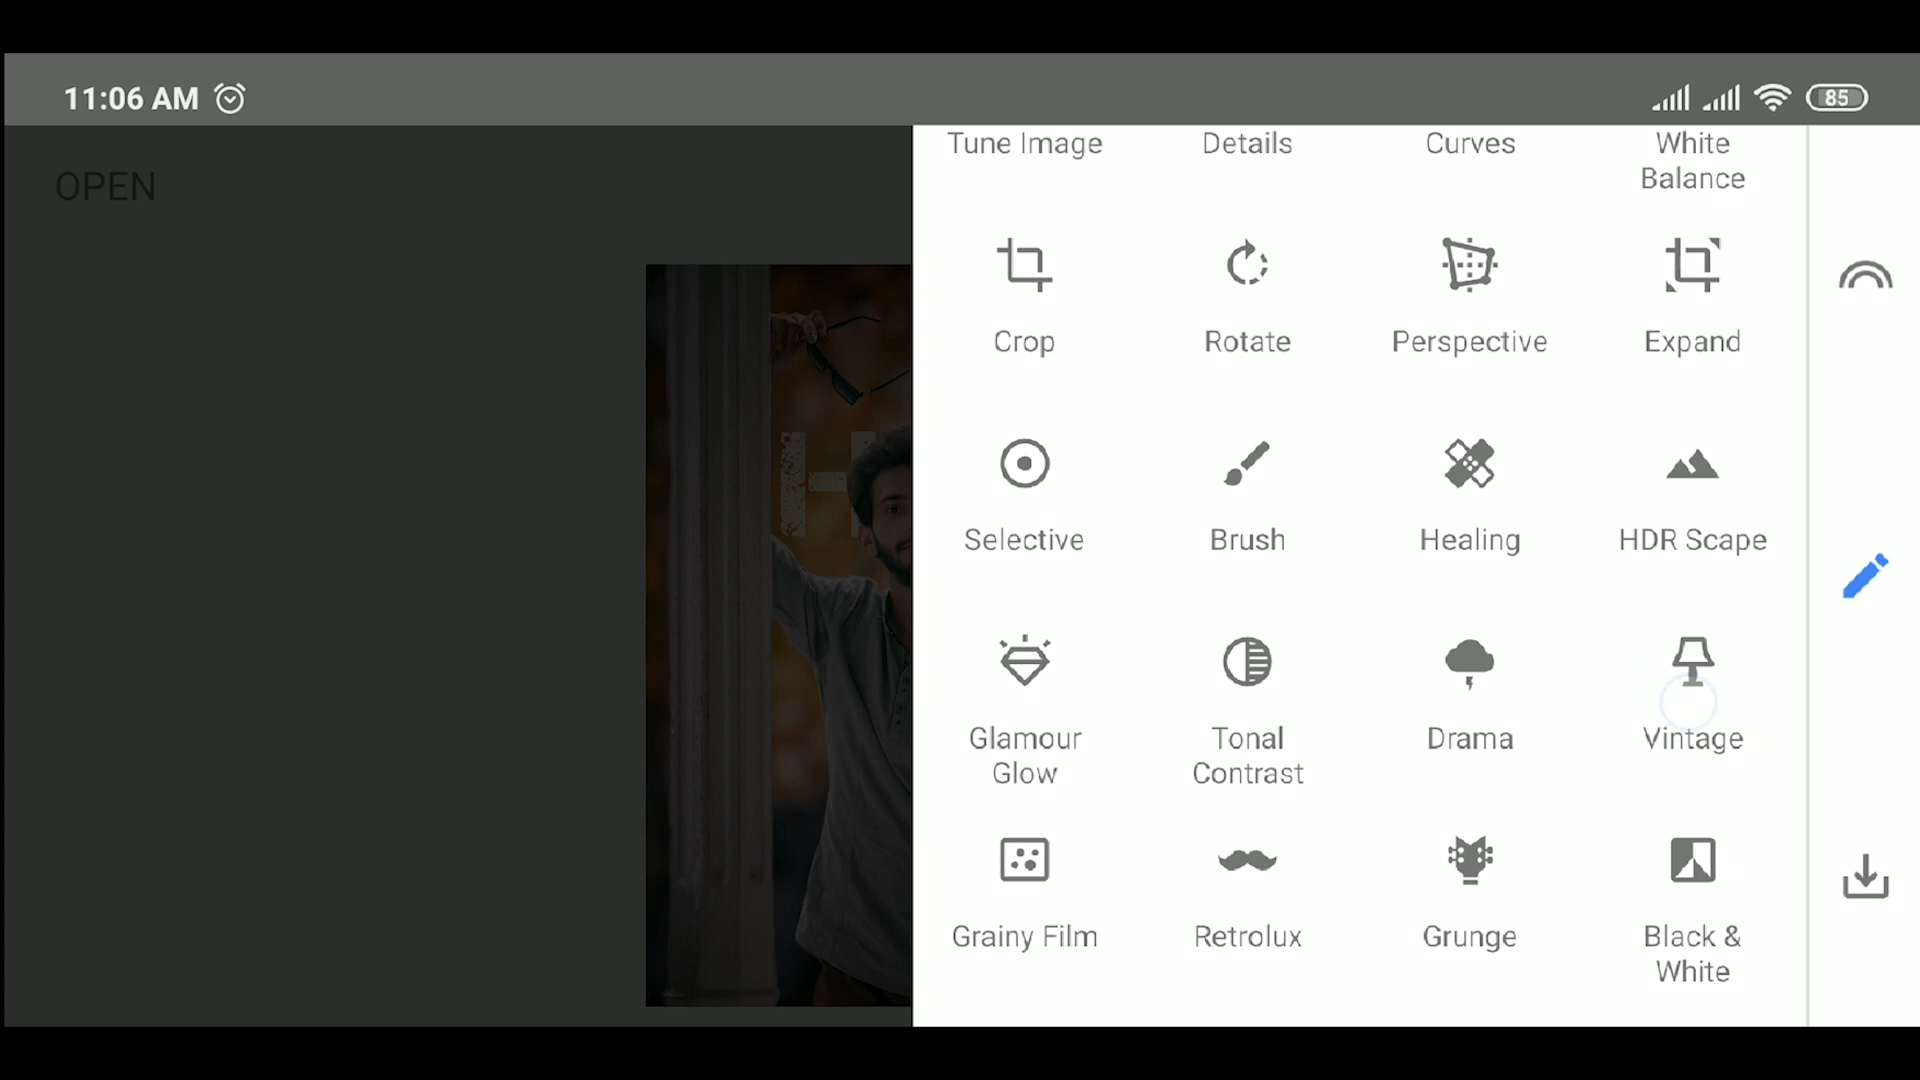 11:06 AM
85
OPEN
Tune Image
Details
Curves
White
Balance
Crop
Rotate
Perspective
Expand
Selective
Brush
Healing
HDR Scape
Glamour
Glow
Tonal
Contrast
Drama
Vintage
Grainy Film
Retrolux
Grunge
Black &
White
H